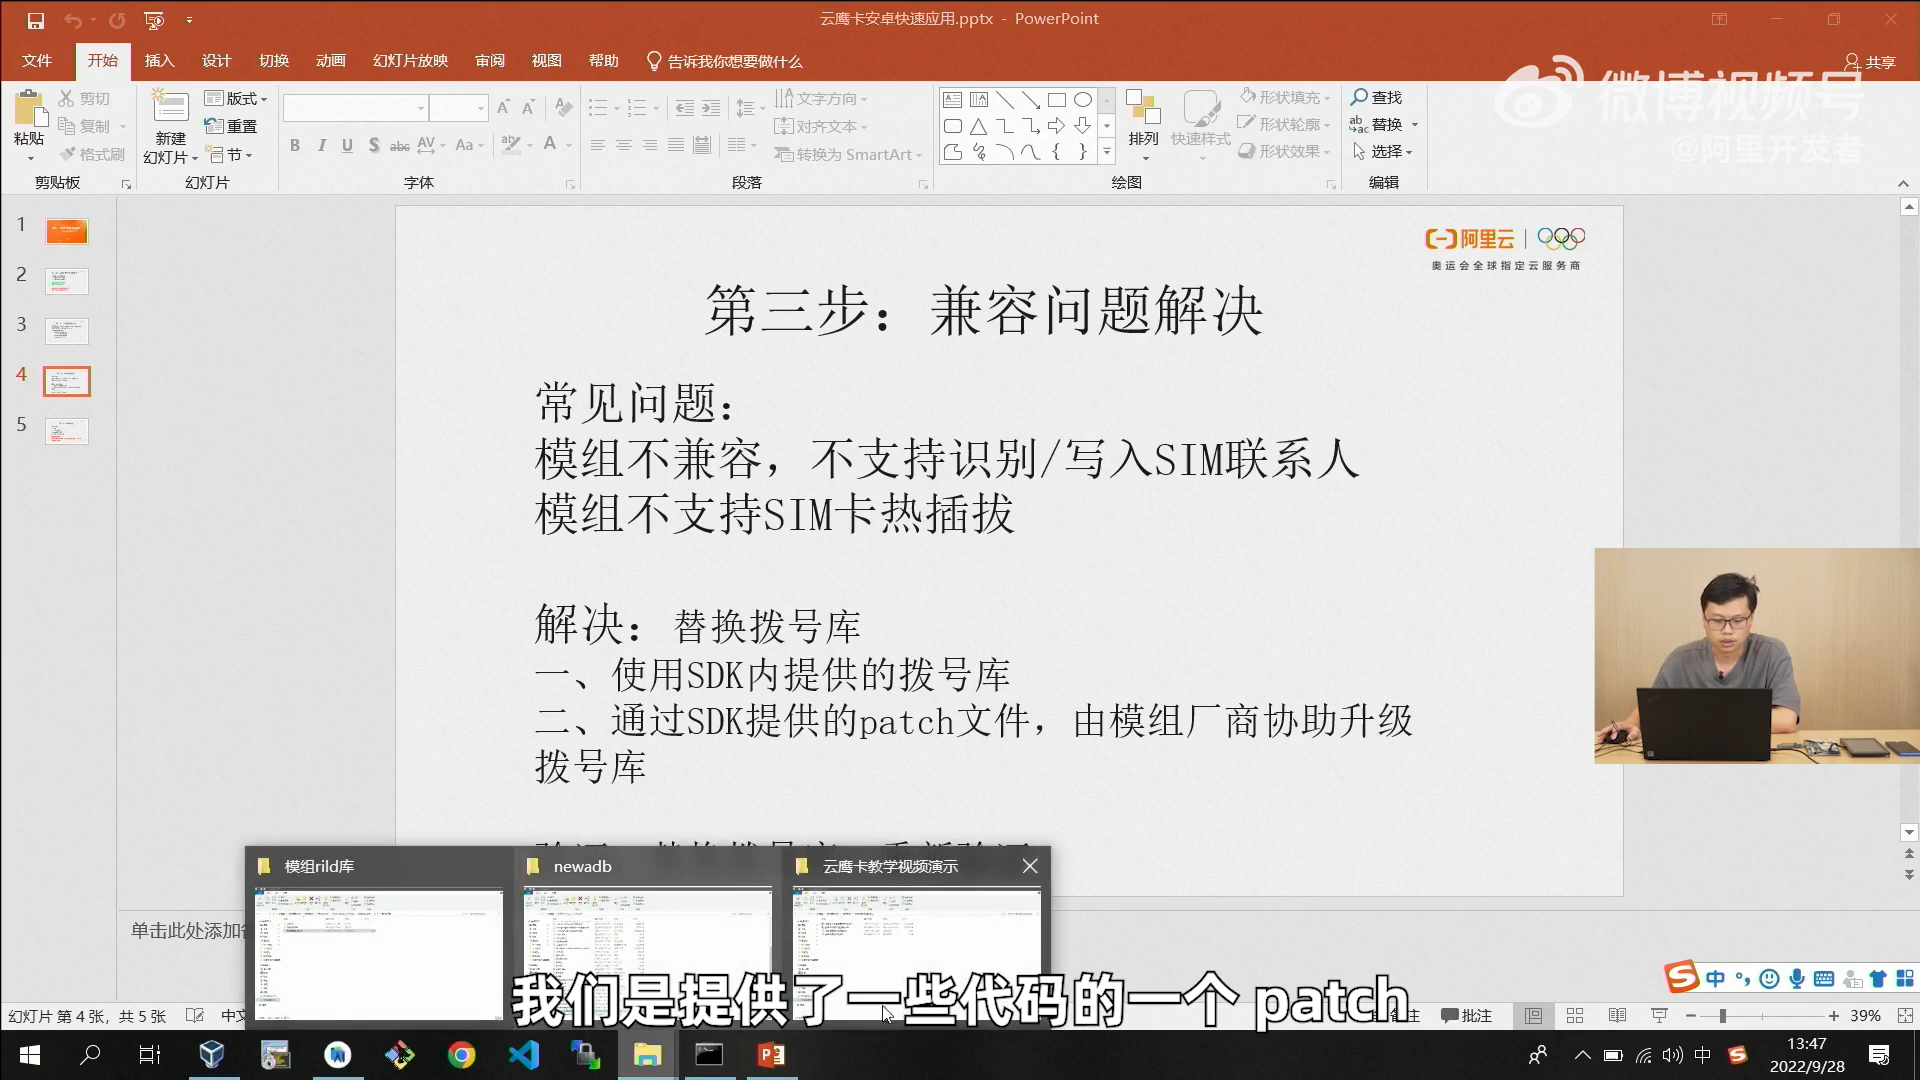 云鹰卡安卓快速应用.pptx - PowerPoint
文件 开始 插入 设计 切换 动画 幻灯片放映 审阅 视图 帮助 告诉我你想要做什么 共享
微博视频号
@阿里开发者
粘贴 剪切 复制 格式刷
新建幻灯片 版式 重置 节
文字方向 对齐文本 转换为 SmartArt
排列 快速样式 形状填充 形状轮廓 形状效果
查找 替换 选择
剪贴板 幻灯片 字体 段落 绘图 编辑
1
2
3
4
5
阿里云
奥运会全球指定云服务商
第三步：兼容问题解决
常见问题：
模组不兼容，不支持识别/写入SIM联系人
模组不支持SIM卡热插拔
解决：替换拨号库
一、使用SDK内提供的拨号库
二、通过SDK提供的patch文件，由模组厂商协助升级
拨号库
模组rild库 newadb 云鹰卡教学视频演示
单击此处添加
我们是提供了一些代码的一个 patch
幻灯片 第 4 张，共 5 张 中文 批注 39%
中
13:47
2022/9/28